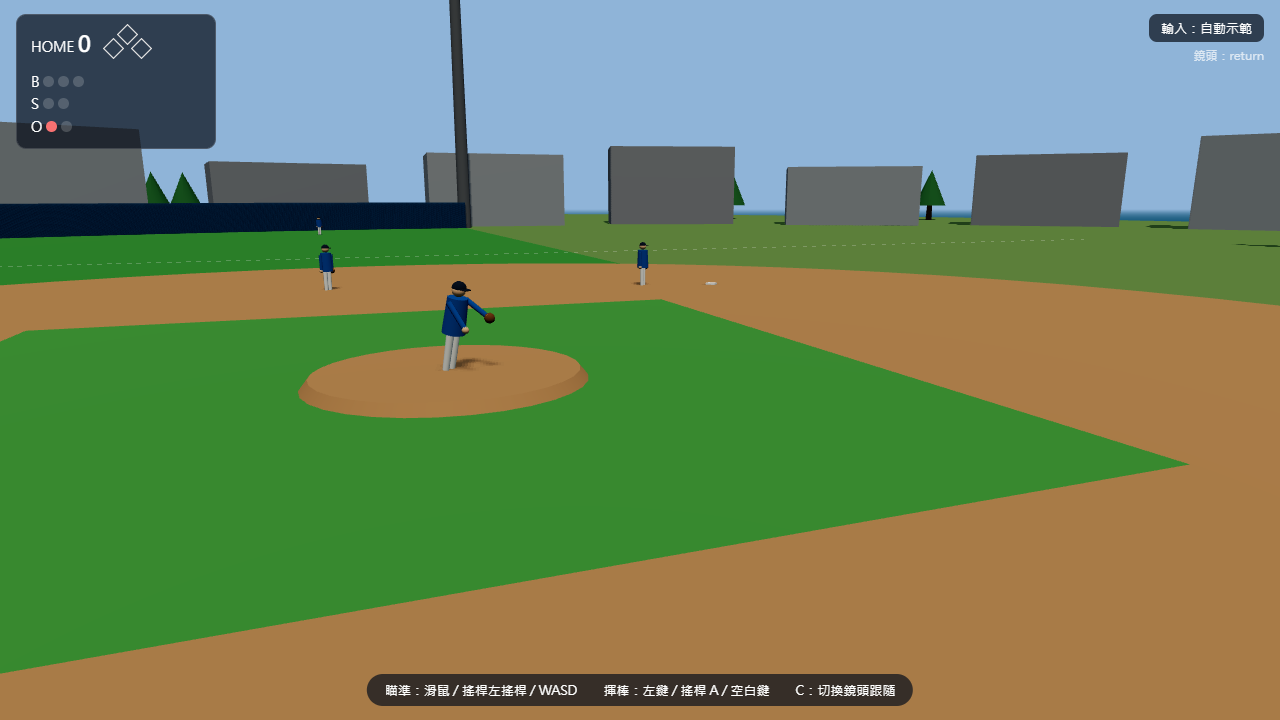 HOME 0
B
S
O
輸入：自動示範
鏡頭：return
瞄準：滑鼠 / 搖桿左搖桿 / WASD 揮棒：左鍵 / 搖桿 A / 空白鍵 C：切換鏡頭跟隨